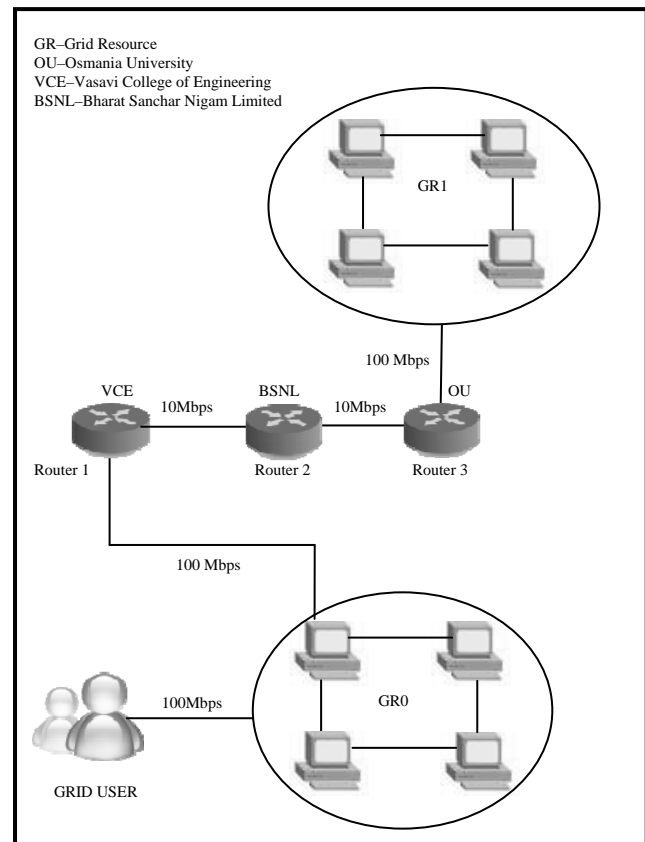 GR–Grid Resource
OU–Osmania University
VCE–Vasavi College of Engineering
BSNL–Bharat Sanchar Nigam Limited
GR1
100 Mbps
VCE
BSNL
OU
10Mbps
10Mbps
Router 1
Router 2
Router 3
100 Mbps
100Mbps
GR0
GRID USER